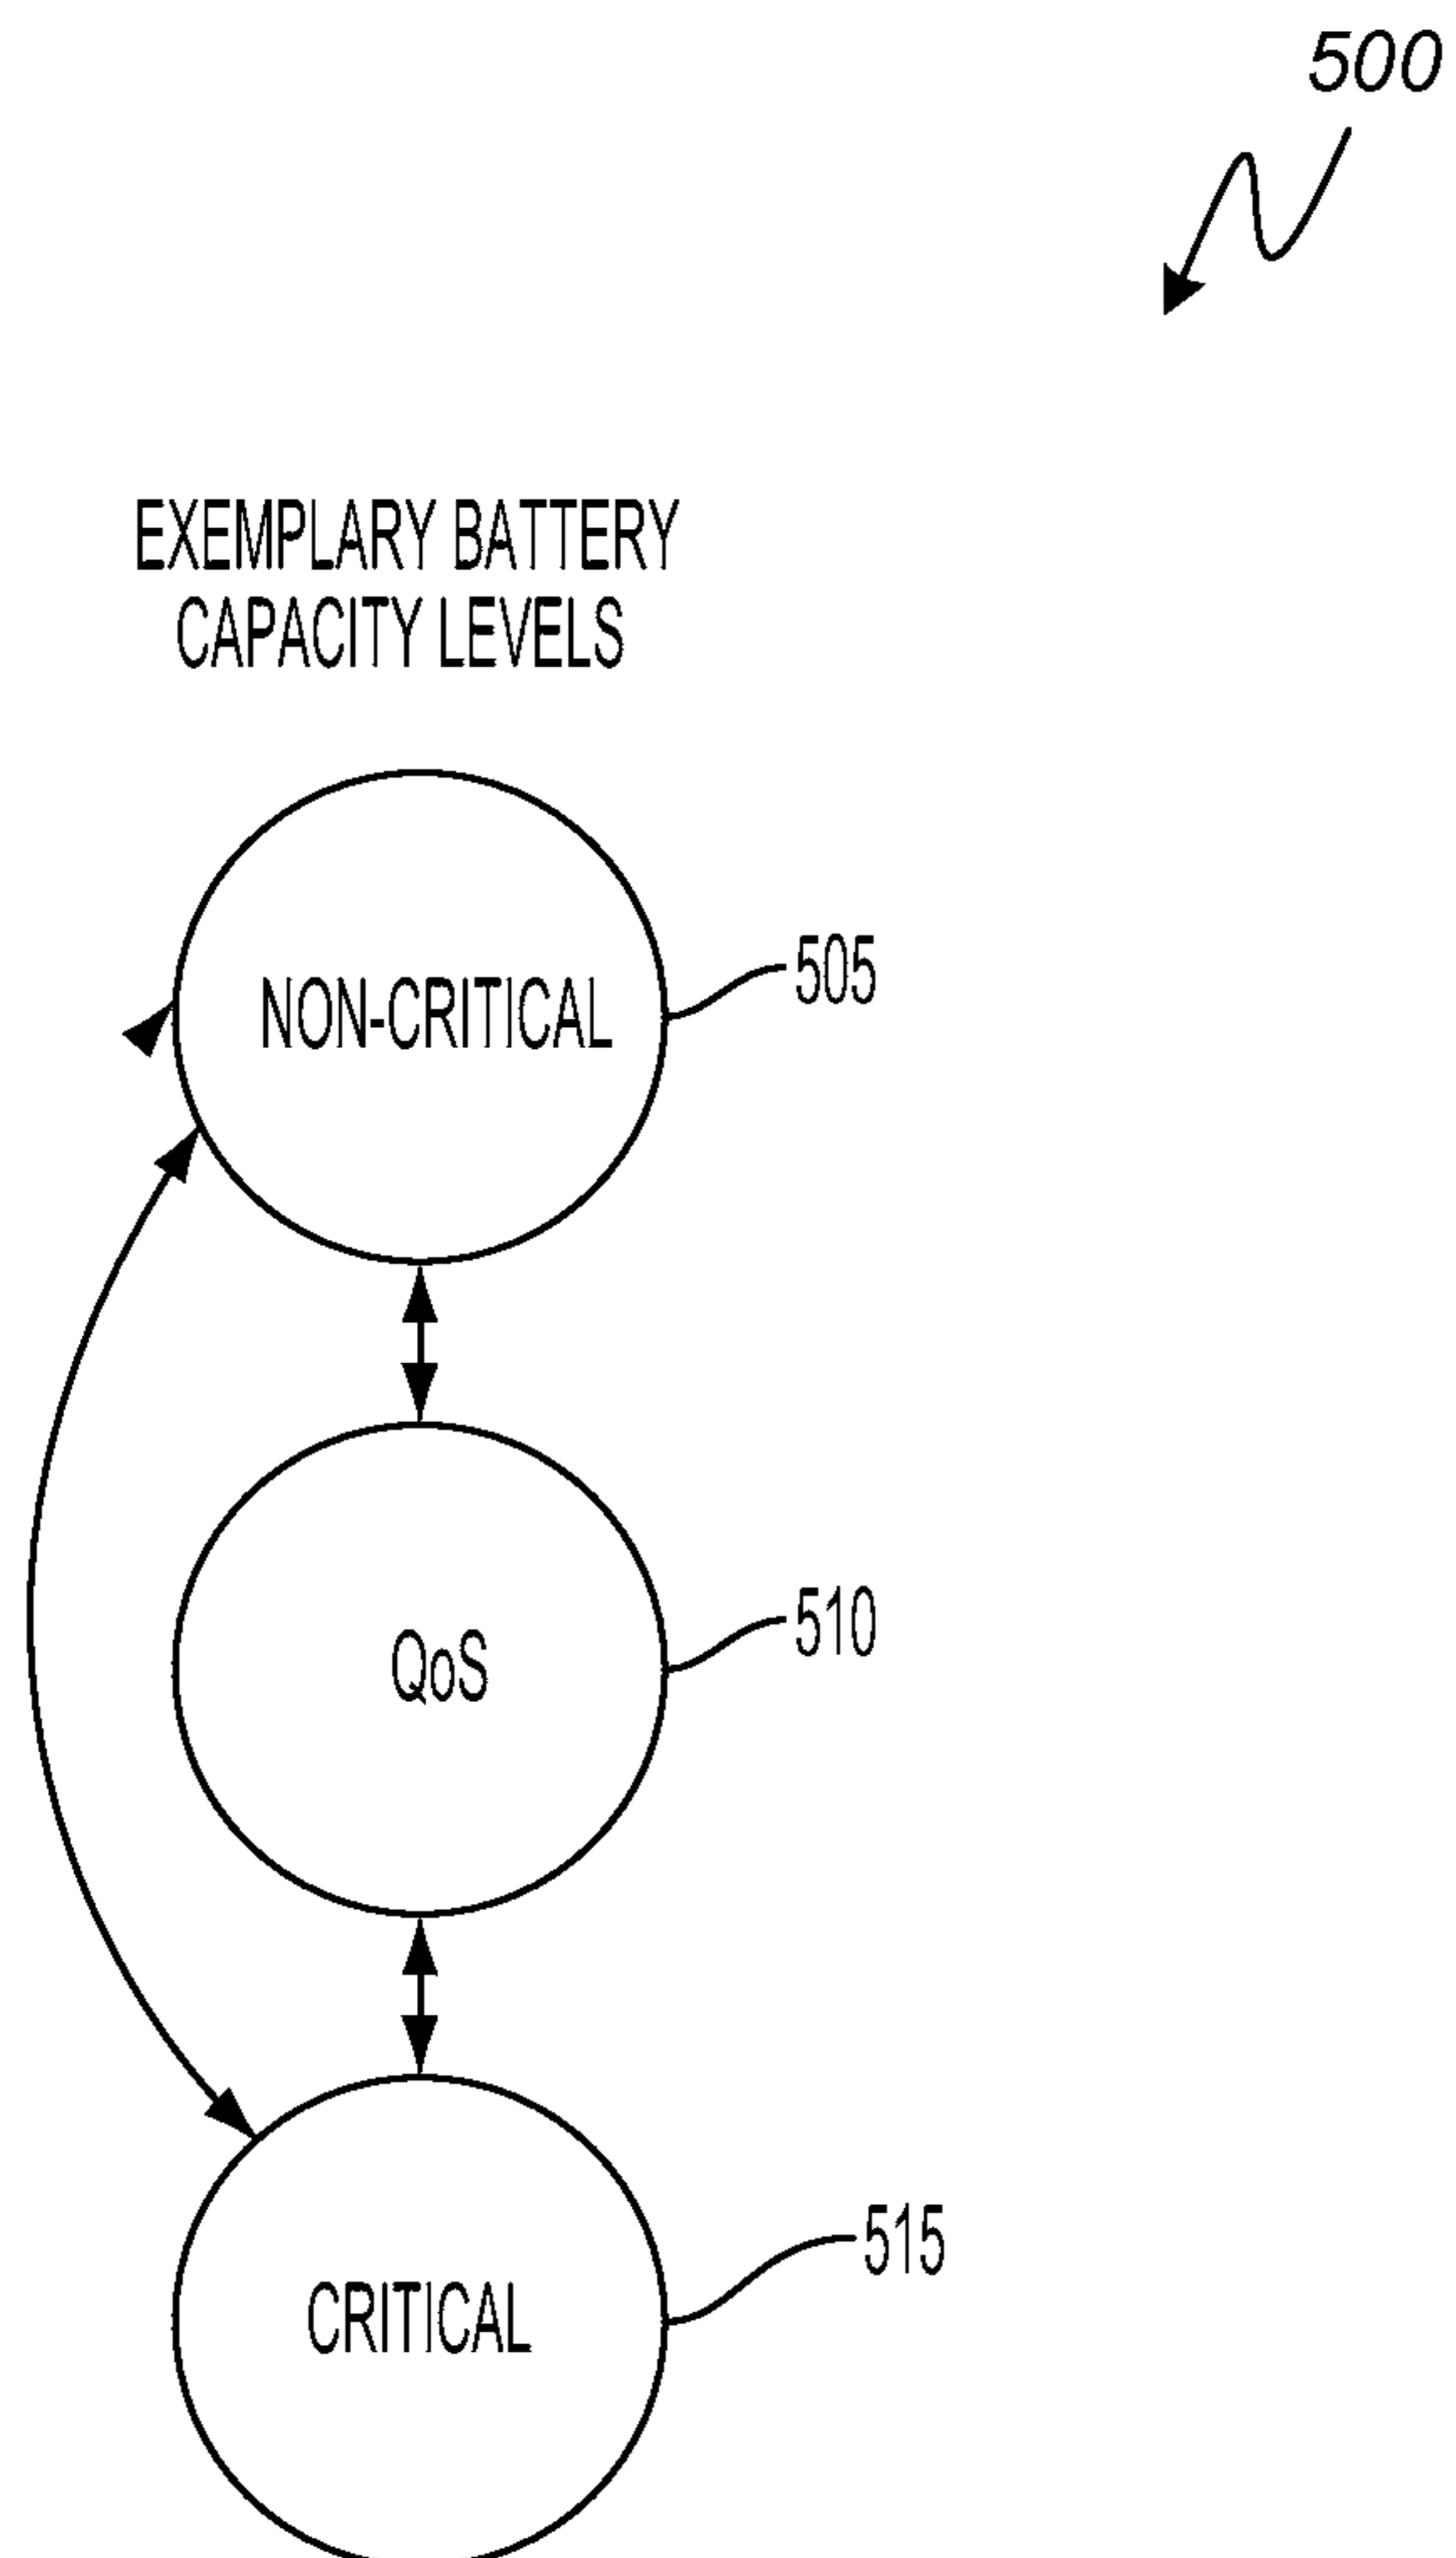 500
EXEMPLARY BATTERY
CAPACITY LEVELS
NON-CRITICAL
505
QoS
510
515
CRITICAL